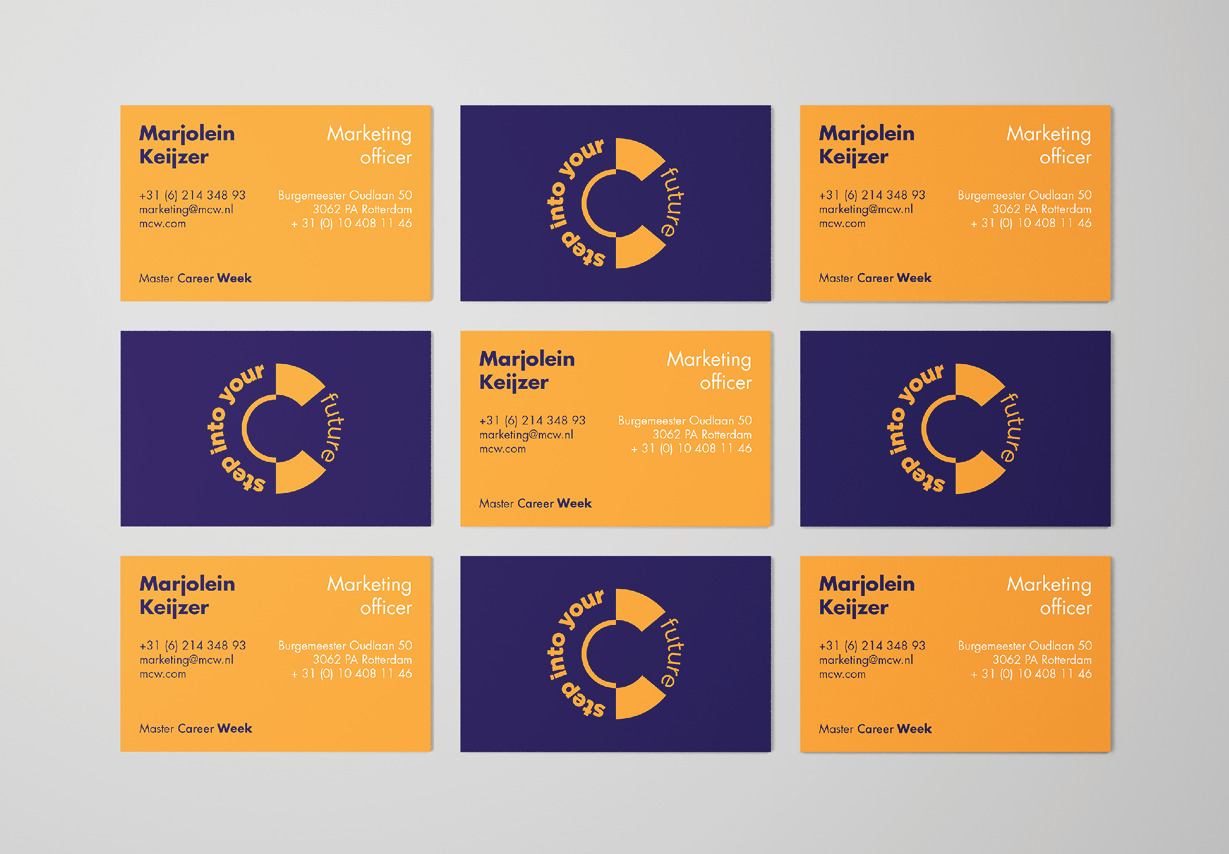 Marjolein
Keijzer
Marketing
officer
+31 (6) 214 348 93
marketing@mcw.nl
mcw.com
Burgemeester Oudlaan 50
3062 PA Rotterdam
+ 31 (0) 10 408 11 46
Master Career Week
step into your future
Marjolein
Keijzer
Marketing
officer
+31 (6) 214 348 93
marketing@mcw.nl
mcw.com
Burgemeester Oudlaan 50
3062 PA Rotterdam
+ 31 (0) 10 408 11 46
Master Career Week
step into your future
Marjolein
Keijzer
Marketing
officer
+31 (6) 214 348 93
marketing@mcw.nl
mcw.com
Burgemeester Oudlaan 50
3062 PA Rotterdam
+ 31 (0) 10 408 11 46
Master Career Week
step into your future
Marjolein
Keijzer
Marketing
officer
+31 (6) 214 348 93
marketing@mcw.nl
mcw.com
Burgemeester Oudlaan 50
3062 PA Rotterdam
+ 31 (0) 10 408 11 46
Master Career Week
step into your future
Marjolein
Keijzer
Marketing
officer
+31 (6) 214 348 93
marketing@mcw.nl
mcw.com
Burgemeester Oudlaan 50
3062 PA Rotterdam
+ 31 (0) 10 408 11 46
Master Career Week